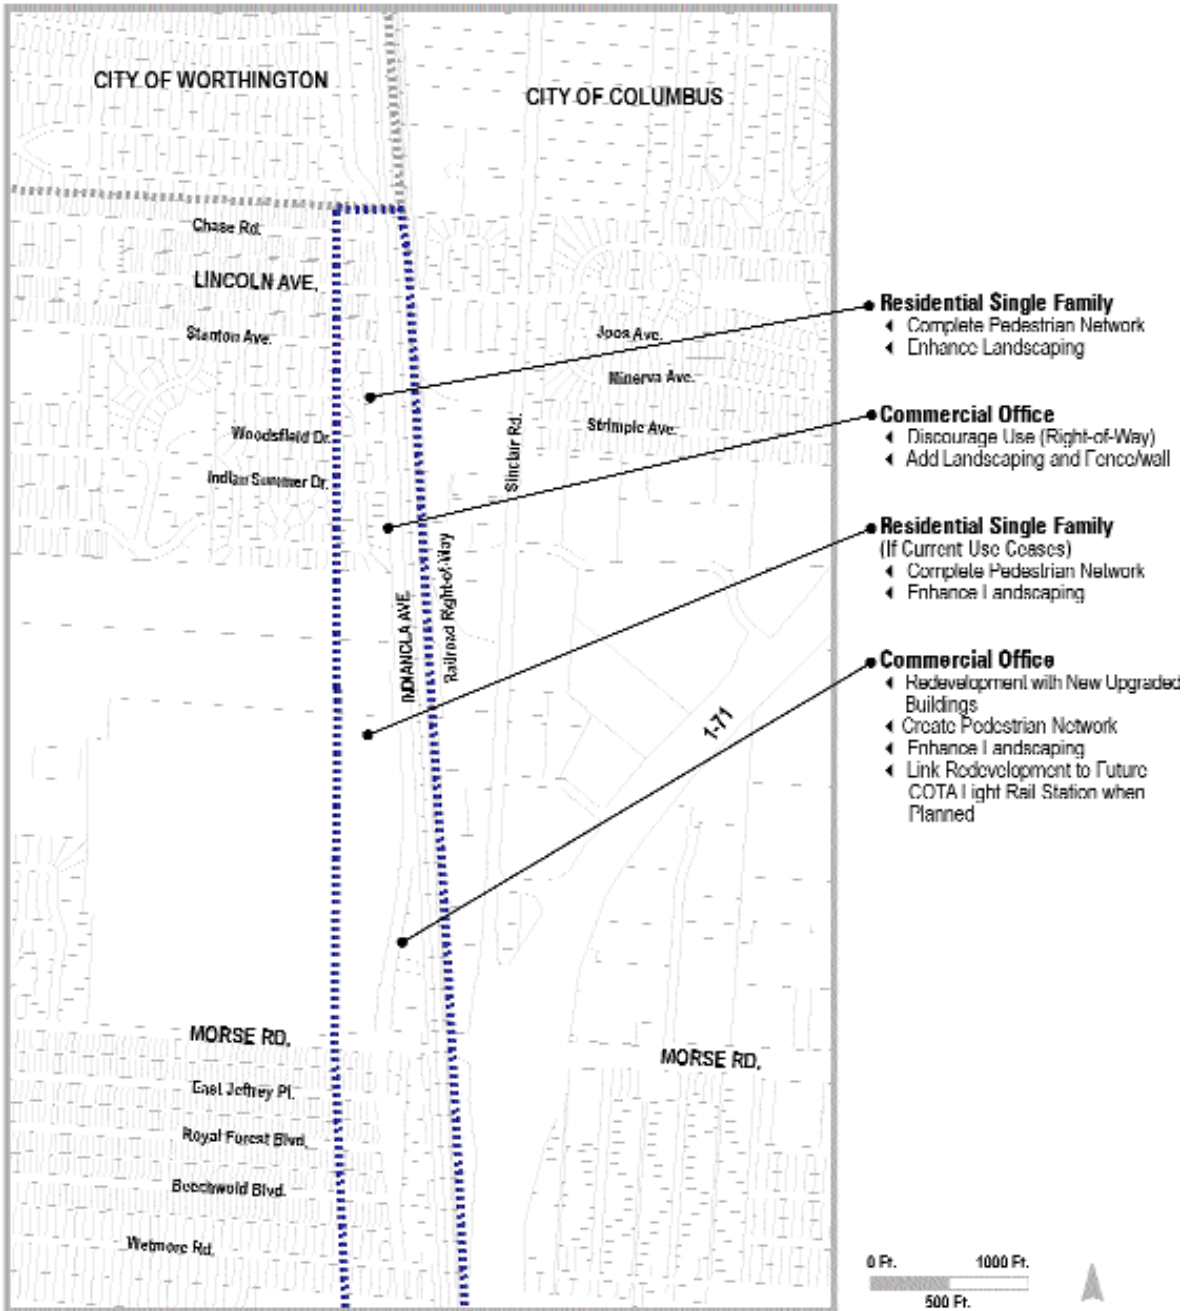 CITY OF WORTHINGTON
CITY OF COLUMBUS
Chase Rd.
LINCOLN AVE.
Stanton Ave.
Joos Ave.
Minerva Ave.
Strimple Ave.
Woodsfield Dr.
Indian Summer Dr.
Sinclair Rd.
Railroad Right-of-Way
INDIANOLA AVE.
1-71
MORSE RD.
MORSE RD.
East Jeffrey Pl.
Royal Forest Blvd.
Beechwold Blvd.
Wetmore Rd.
Residential Single Family
Complete Pedestrian Network
Enhance Landscaping
Commercial Office
Discourage Use (Right-of-Way)
Add Landscaping and Fence/wall
Residential Single Family
(If Current Use Ceases)
Complete Pedestrian Network
Enhance Landscaping
Commercial Office
Redevelopment with New Upgraded
Buildings
Create Pedestrian Network
Enhance Landscaping
Link Redevelopment to Future
COTA Light Rail Station when
Planned
0 Ft. 1000 Ft.
500 Ft.